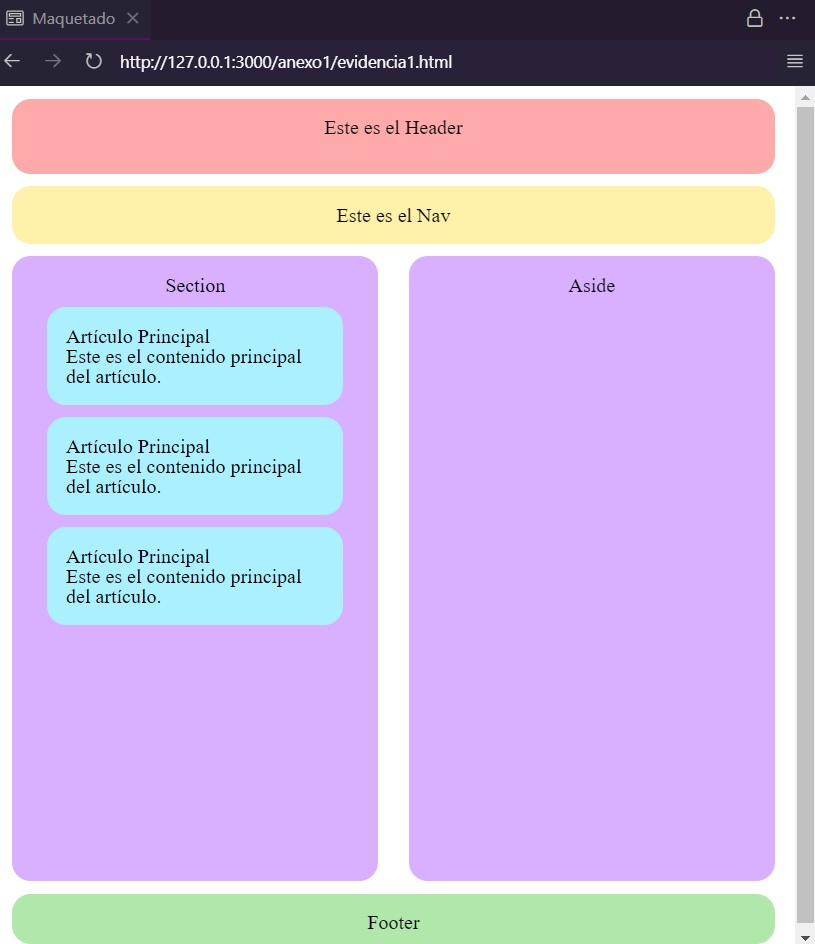 Maquetado
http://127.0.0.1:3000/anexo1/evidencia1.html
Este es el Header
Este es el Nav
Section
Artículo Principal
Este es el contenido principal
del artículo.
Artículo Principal
Este es el contenido principal
del artículo.
Artículo Principal
Este es el contenido principal
del artículo.
Aside
Footer